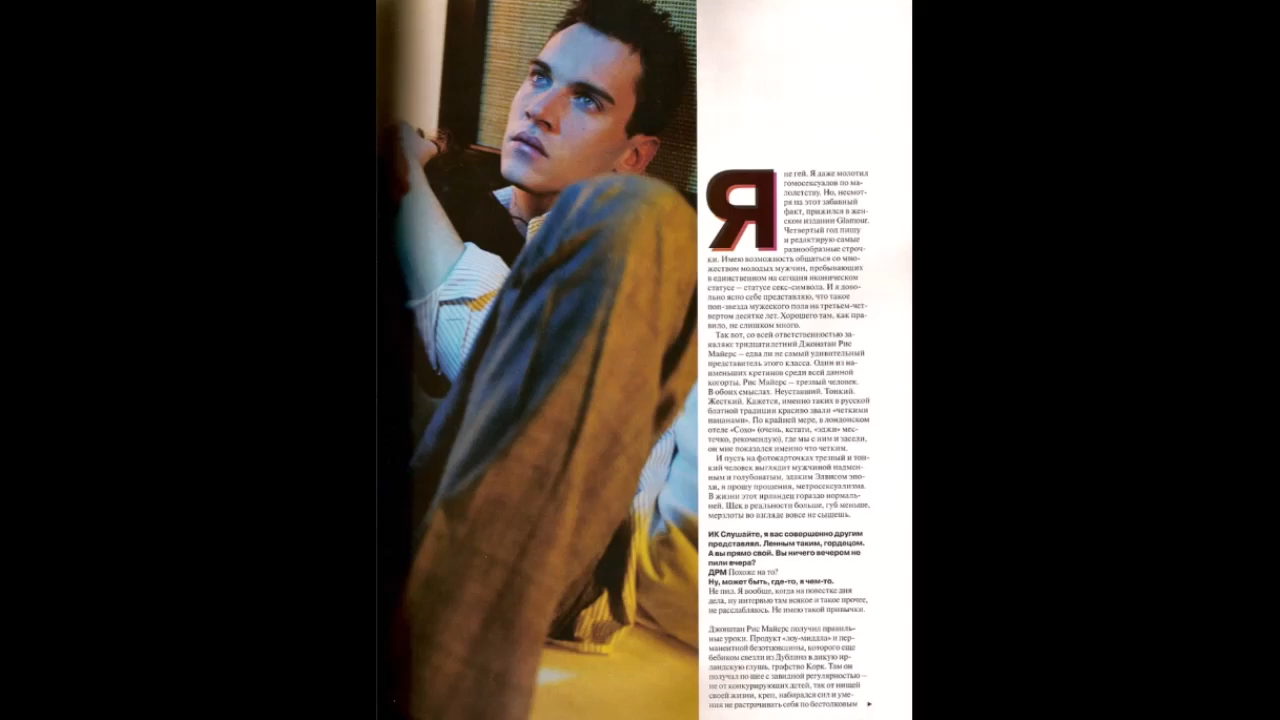 Я
не гей. Я даже молотил
гомосексуалов по ма-
лолетству. Но, несмот-
ря на этот забавный
факт, прижился в жен-
ском издании Glamour.
Четвертый год пишу
и редактирую самые
разнообразные строч-
ки. Имею возможность общаться со мно-
жеством молодых мужчин, пребывающих
в единственном на сегодня иконическом
статусе – статусе секс-символа. И я дово-
льно ясно себе представляю, что такое
поп-звезда мужеского пола на третьем-чет-
вертом десятке лет. Хорошего там, как пра-
вило, не слишком много.
Так вот, со всей ответственностью за-
являю: тридцатилетний Джонатан Рис
Майерс – едва ли не самый удивительный
представитель этого класса. Один из на-
именьших кретинов среди всей данной
когорты. Рис Майерс – трезвый человек.
В обоих смыслах. Неуставший. Тонкий.
Жесткий. Кажется, именно таких в русской
блатной традиции красиво звали «четкими
пацанами». По крайней мере, в лондонском
отеле «Сохо» (очень, кстати, «эджи» мес-
течко, рекомендую), где мы с ним и засели,
он мне показался именно что четким.
И пусть на фотокарточках трезвый и тон-
кий человек выглядит мужчиной надмен-
ным и голубоватым, эдаким Элвисом эпо-
хи, я прошу прощения, метросексуализма.
В жизни этот ирландец гораздо нормаль-
ней. Щек в реальности больше, губ меньше,
мерзлоты во взгляде вовсе не сыщешь.
ИК Слушайте, я вас совершенно другим
представлял. Ленным таким, гордецом.
А вы прямо свой. Вы ничего вечером не
пили вчера?
ДРМ Похоже на то?
Ну, может быть, где-то, в чем-то.
Не пил. Я вообще, когда на повестке дня
дела, ну интервью там всякое и такое прочее,
не расслабляюсь. Не имею такой привычки.
Джонатан Рис Майерс получил правиль-
ные уроки. Продукт «лоу-миддла» и пер-
манентной безотцовщины, которого еще
бебиком свезли из Дублина в дикую ир-
ландскую глушь, графство Корк. Там он
получал по шее с завидной регулярностью –
не от конкурирующих детей, так от нищей
своей жизни, креп, набирался сил и уме-
ния не растрачивать себя по бестолковым